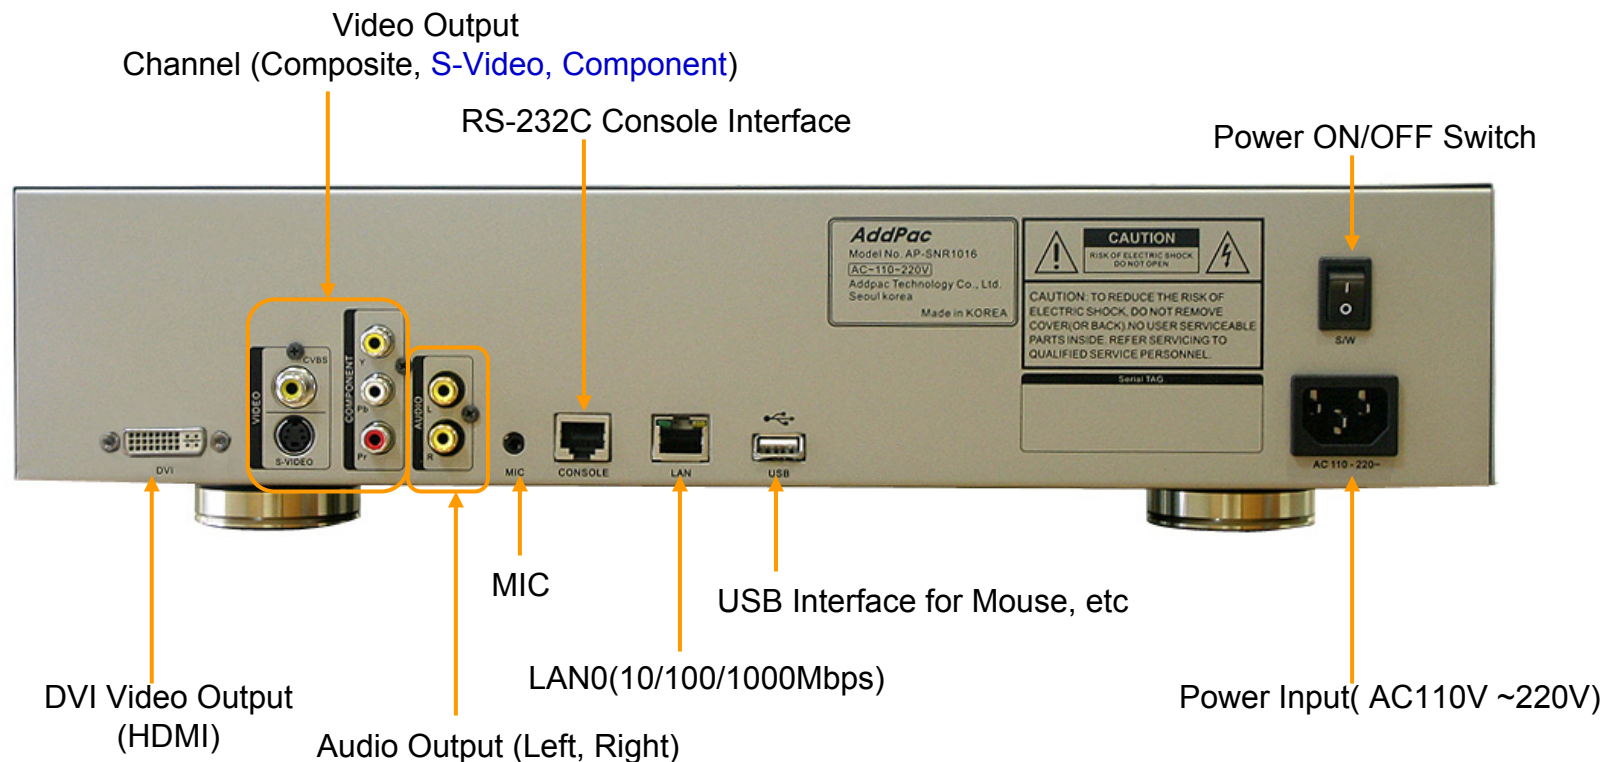 Video Output
Channel (Composite, S-Video, Component)
RS-232C Console Interface
Power ON/OFF Switch
AddPac
Model No. AP-SNR1016
AC~110~220V
Addpac Technology Co., Ltd.
Seoul korea
Made in KOREA
CAUTION
RISK OF ELECTRIC SHOCK
DO NOT OPEN
CAUTION: TO REDUCE THE RISK OF
ELECTRIC SHOCK, DO NOT REMOVE
COVER(OR BACK).NO USER SERVICEABLE
PARTS INSIDE. REFER SERVICING TO
QUALIFIED SERVICE PERSONNEL.
Serial TAG
I
O
S/W
AC 110 - 220~
DVI
VIDEO
CVBS
S-VIDEO
COMPONENT
Y
Pb
Pr
AUDIO
L
R
MIC
CONSOLE
LAN
USB
MIC
USB Interface for Mouse, etc
LAN0(10/100/1000Mbps)
DVI Video Output
(HDMI)
Audio Output (Left, Right)
Power Input( AC110V ~220V)